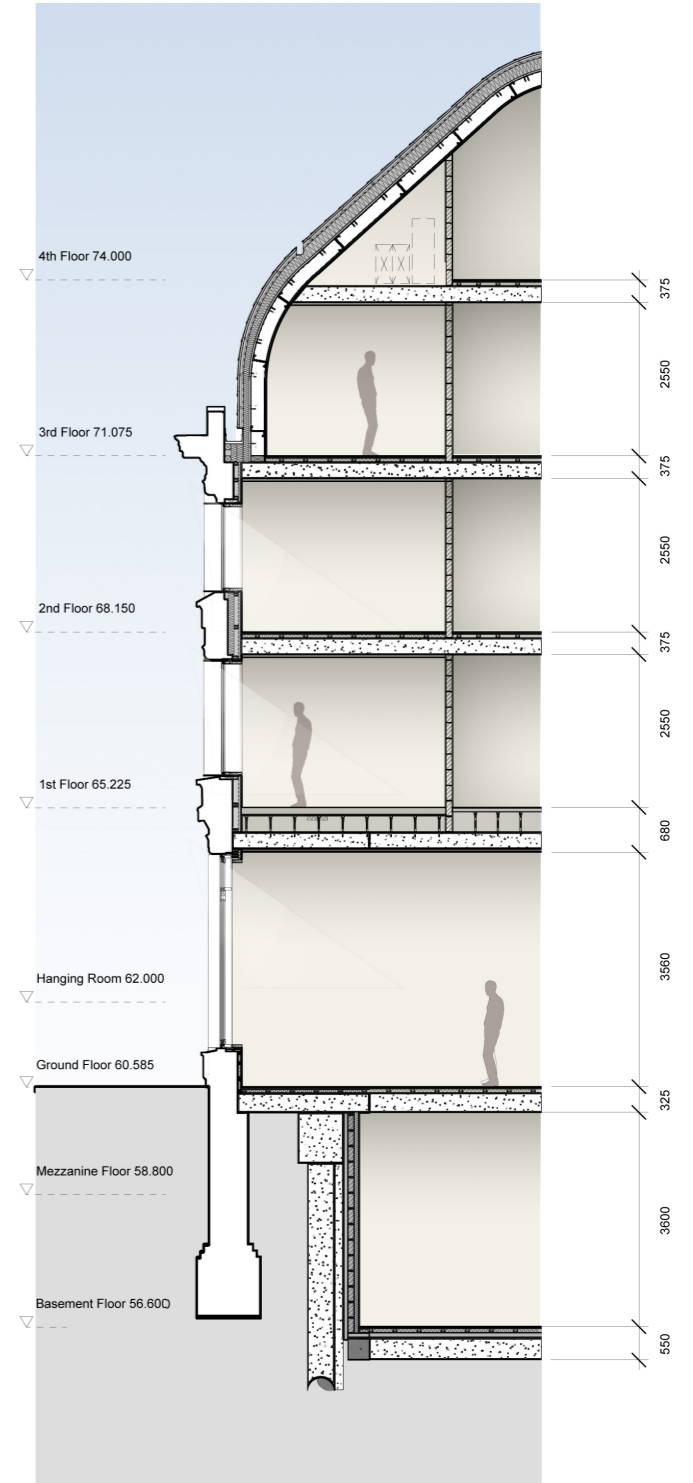 4th Floor 74.000
375
2550
3rd Floor 71.075
375
2550
2nd Floor 68.150
375
2550
1st Floor 65.225
680
3560
Hanging Room 62.000
Ground Floor 60.585
325
Mezzanine Floor 58.800
3600
Basement Floor 56.600
550